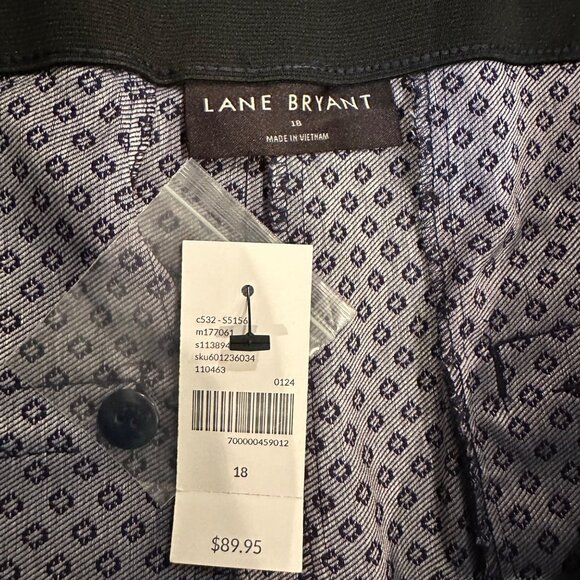 LANE BRYANT
18
MADE IN VIETNAM
c532 - S5156
m177061
s113894
sku601236034
110463
0124
700000459012
18
$89.95